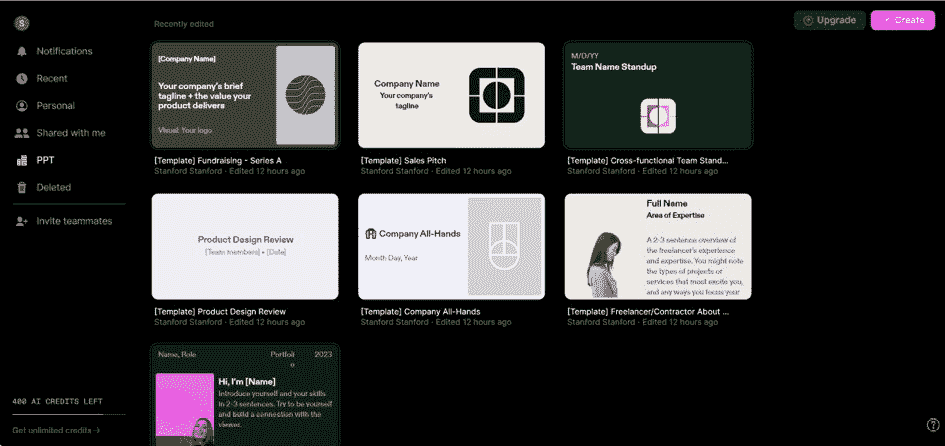 S
Notifications
Recent
Personal
Shared with me
PPT
Deleted
Invite teammates
400 AI CREDITS LEFT
Get unlimited credits →
Recently edited
Upgrade
Create
[Company Name]
Your company's brief
tagline + the value your
product delivers
Visual: Your logo
[Template] Fundraising - Series A
Stanford Stanford · Edited 12 hours ago
Company Name
Your company's
tagline
[Template] Sales Pitch
Stanford Stanford · Edited 12 hours ago
M/D/YY
Team Name Standup
[Template] Cross-functional Team Stand...
Stanford Stanford · Edited 12 hours ago
Product Design Review
[Team members] • [Date]
[Template] Product Design Review
Stanford Stanford · Edited 12 hours ago
Company All-Hands
Month Day, Year
[Template] Company All-Hands
Stanford Stanford · Edited 12 hours ago
Full Name
Area of Expertise
A 2-3 sentence overview of
the freelancer's experience
and expertise. You might note
the types of projects or
services that most excite you,
and any ways you focus your
[Template] Freelancer/Contractor About ...
Stanford Stanford · Edited 12 hours ago
Name, Role
Portfoli
o
2023
Hi, I'm [Name]
Introduce yourself and your skills
in 2-3 sentences. Try to be yourself
and build a connection with the
viewer.
?